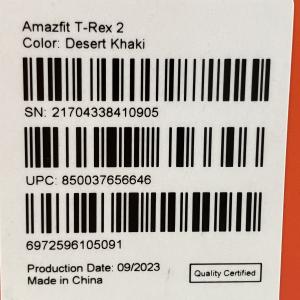 Amazfit T-Rex 2
Color: Desert Khaki
SN: 21704338410905
UPC: 850037656646
6972596105091
Production Date: 09/2023
Made in China
Quality Certified